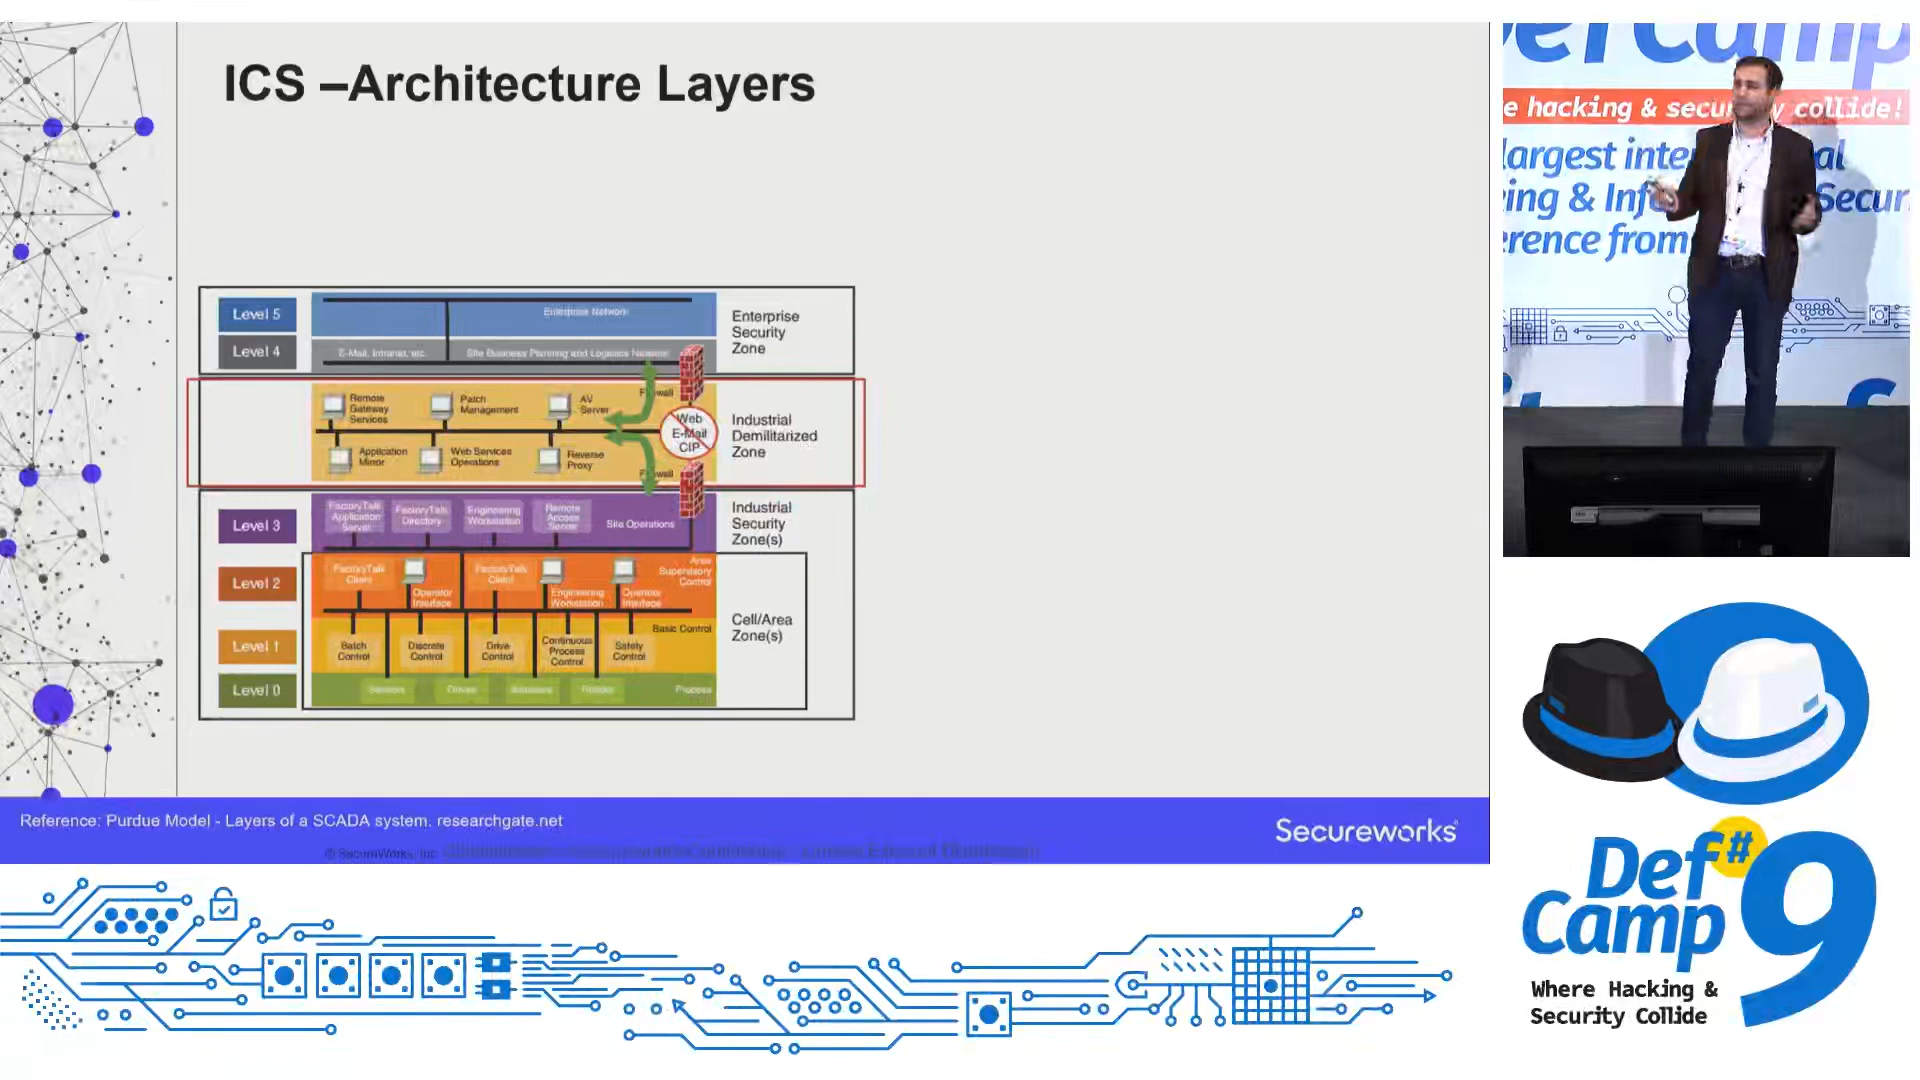 ICS –Architecture Layers
Level 5
Enterprise Network
Enterprise
Security
Zone
Level 4
E-Mail, Intranet, etc.
Site Business Planning and Logistics Network
Remote
Gateway
Services
Patch
Management
AV
Server
Firewall
Web
E-Mail
CIP
Industrial
Demilitarized
Zone
Application
Mirror
Web Services
Operations
Reverse
Proxy
Firewall
Level 3
FactoryTalk
Application
Server
FactoryTalk
Directory
Engineering
Workstation
Remote
Access
Server
Site Operations
Industrial
Security
Zone(s)
Level 2
FactoryTalk
Client
Operator
Interface
FactoryTalk
Client
Engineering
Workstation
Operator
Interface
Area
Supervisory
Control
Cell/Area
Zone(s)
Level 1
Batch
Control
Discrete
Control
Drive
Control
Continuous
Process
Control
Safety
Control
Basic Control
Level 0
Sensors
Drives
Process
Reference: Purdue Model - Layers of a SCADA system. researchgate.net
© SecureWorks, Inc.
Secureworks
e hacking & secu y collide!
largest inte al
ing & Inf Secur
erence from
Def
Camp
#9
Where Hacking &
Security Collide